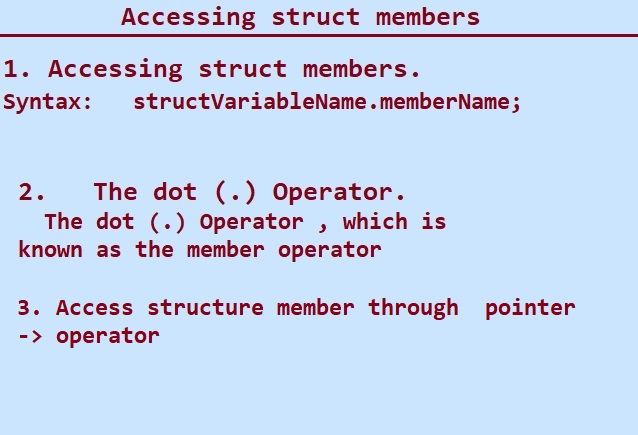 Accessing struct members
1. Accessing struct members.
Syntax: structVariableName.memberName;
2. The dot (.) Operator.
The dot (.) Operator , which is
known as the member operator
3. Access structure member through pointer
-> operator